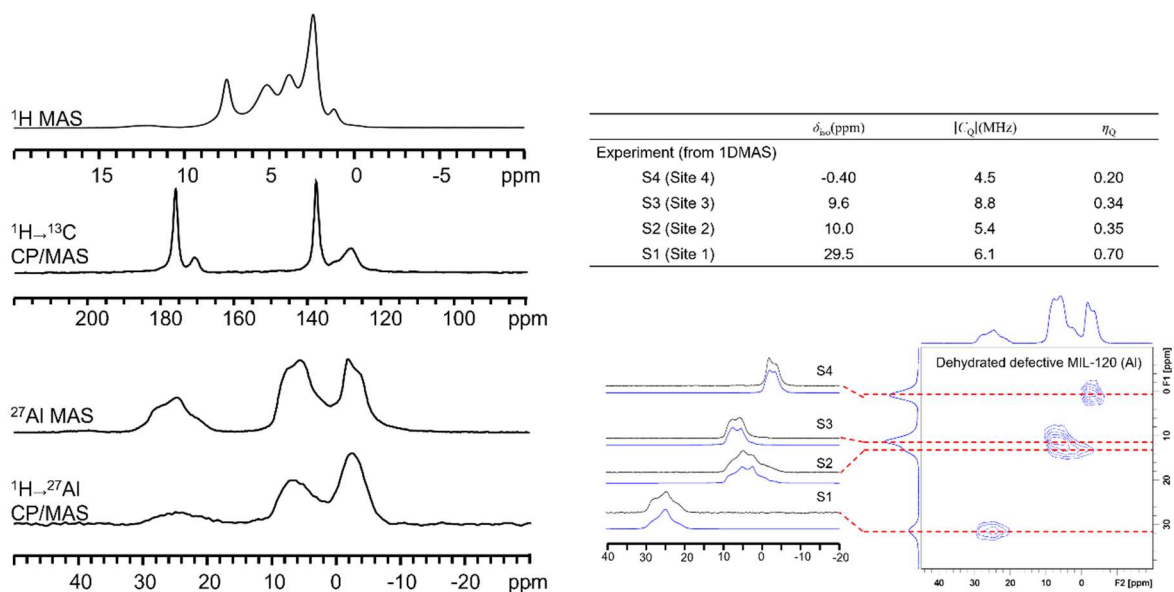 ¹H MAS
15 10 5 0 -5 ppm
¹H→¹³C
CP/MAS
200 180 160 140 120 100 ppm
²⁷Al MAS
¹H→²⁷Al
CP/MAS
30 20 10 0 -10 -20 ppm
δiso(ppm) |CQ|(MHz) ηQ
Experiment (from 1DMAS)
S4 (Site 4) -0.40 4.5 0.20
S3 (Site 3) 9.6 8.8 0.34
S2 (Site 2) 10.0 5.4 0.35
S1 (Site 1) 29.5 6.1 0.70
Dehydrated defective MIL-120 (Al)
S4
S3
S2
S1
40 30 20 10 0 -10 -20
ppm
F1 [ppm]
0
10
20
30
40 20 0 F2 [ppm]